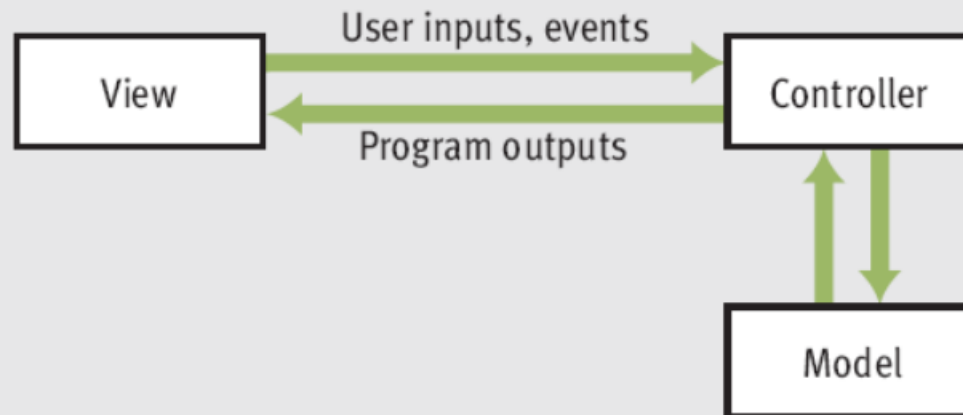 User inputs, events
View
Controller
Program outputs
Model